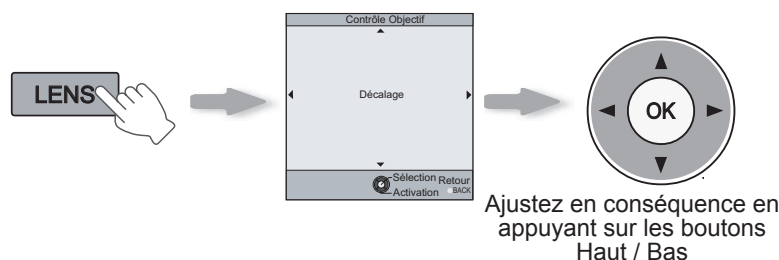 LENS
Contrôle Objectif
Décalage
Sélection
Activation
Retour
BACK
OK
Ajustez en conséquence en
appuyant sur les boutons
Haut / Bas